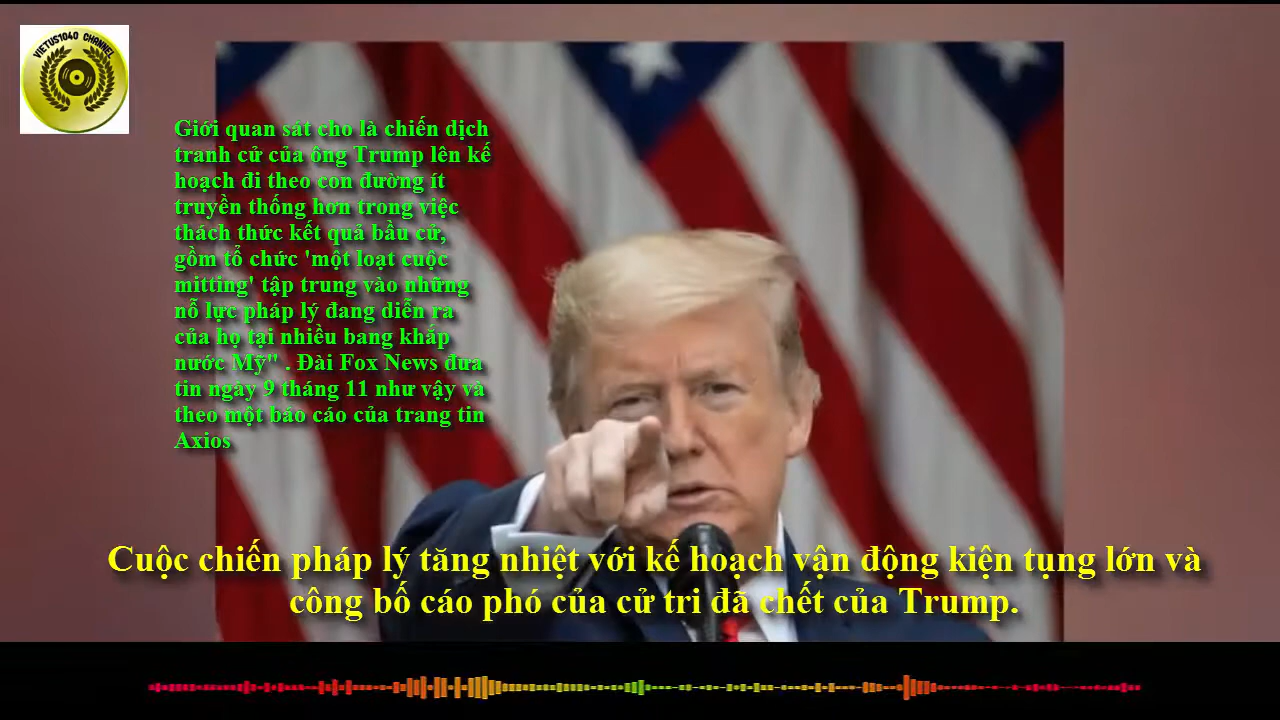 VIETUS1040 CHANNEL
Giới quan sát cho là chiến dịch
tranh cử của ông Trump lên kế
hoạch đi theo con đường ít
truyền thống hơn trong việc
thách thức kết quả bầu cử,
gồm tổ chức 'một loạt cuộc
mitting' tập trung vào những
nỗ lực pháp lý đang diễn ra
của họ tại nhiều bang khắp
nước Mỹ" . Đài Fox News đưa
tin ngày 9 tháng 11 như vậy và
theo một báo cáo của trang tin
Axios
Cuộc chiến pháp lý tăng nhiệt với kế hoạch vận động kiện tụng lớn và
công bố cáo phó của cử tri đã chết của Trump.